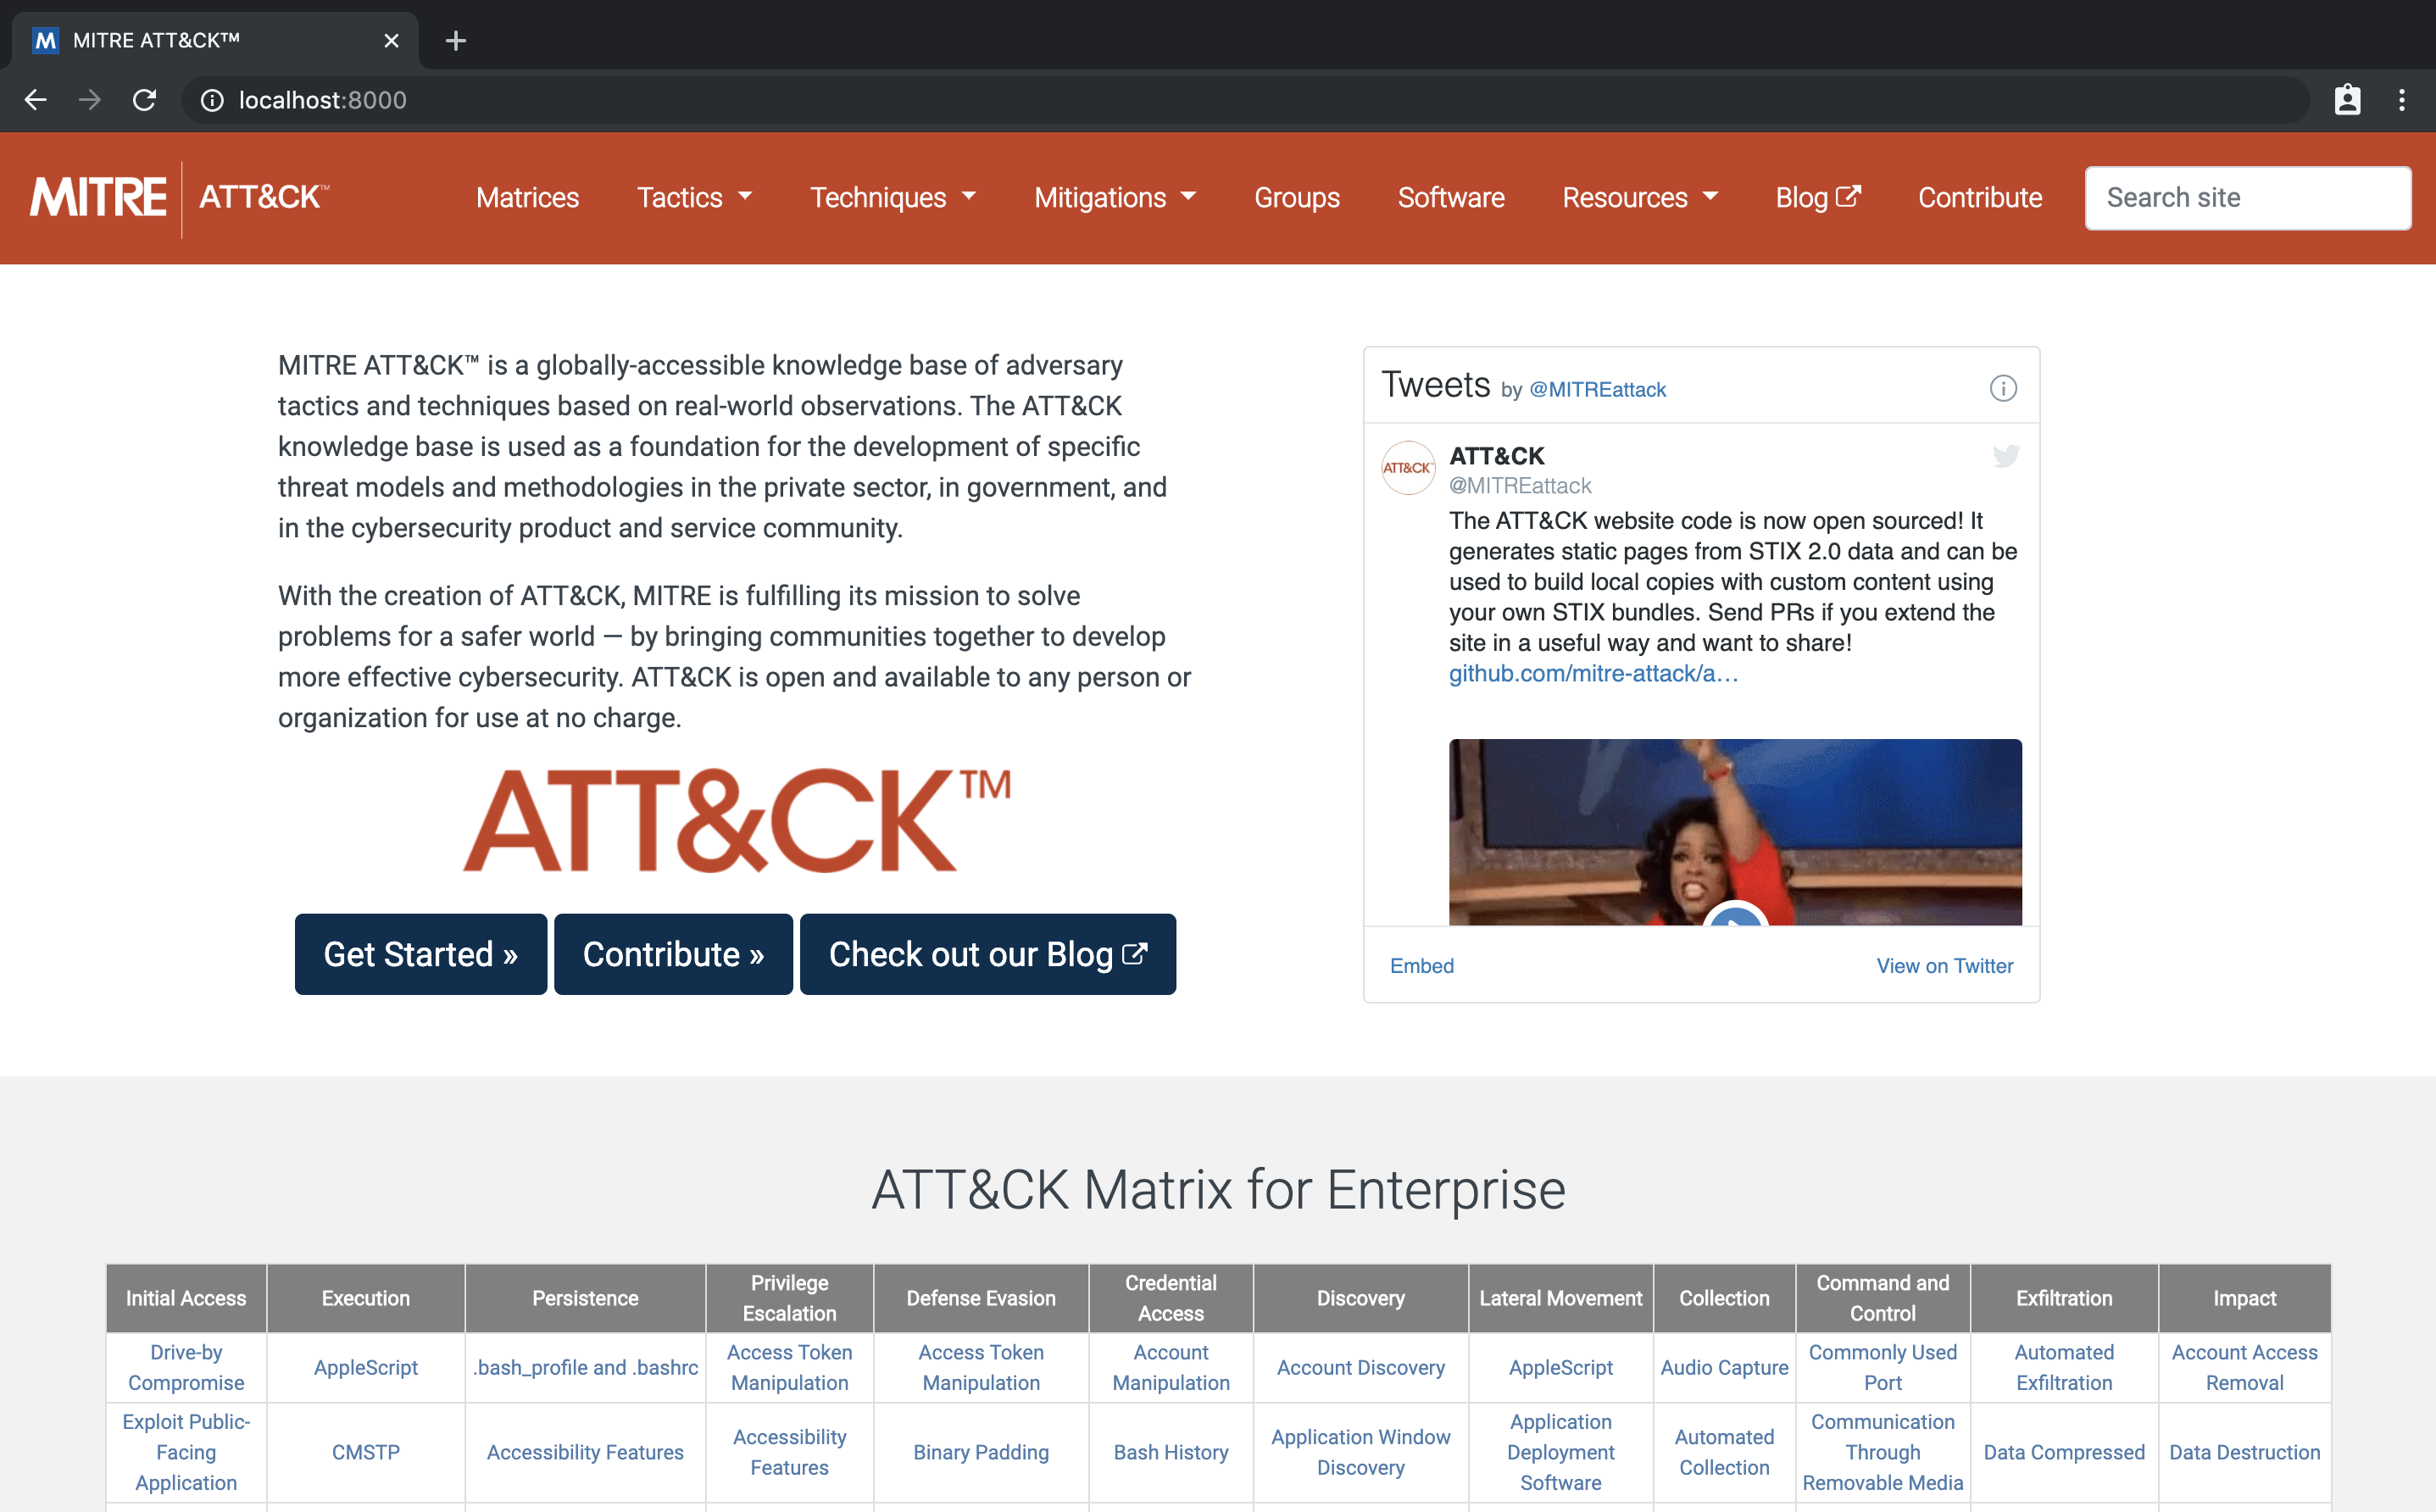 M MITRE ATT&CK™
localhost:8000
MITRE ATT&CK™
Matrices Tactics Techniques Mitigations Groups Software Resources Blog Contribute Search site
MITRE ATT&CK™ is a globally-accessible knowledge base of adversary
tactics and techniques based on real-world observations. The ATT&CK
knowledge base is used as a foundation for the development of specific
threat models and methodologies in the private sector, in government, and
in the cybersecurity product and service community.
With the creation of ATT&CK, MITRE is fulfilling its mission to solve
problems for a safer world — by bringing communities together to develop
more effective cybersecurity. ATT&CK is open and available to any person or
organization for use at no charge.
ATT&CK™
Get Started » Contribute » Check out our Blog
Tweets by @MITREattack
ATT&CK™
ATT&CK
@MITREattack
The ATT&CK website code is now open sourced! It
generates static pages from STIX 2.0 data and can be
used to build local copies with custom content using
your own STIX bundles. Send PRs if you extend the
site in a useful way and want to share!
github.com/mitre-attack/a…
Embed View on Twitter
ATT&CK Matrix for Enterprise
Initial Access Execution Persistence Privilege Escalation Defense Evasion Credential Access Discovery Lateral Movement Collection Command and Control Exfiltration Impact
Drive-by Compromise AppleScript .bash_profile and .bashrc Access Token Manipulation Access Token Manipulation Account Manipulation Account Discovery AppleScript Audio Capture Commonly Used Port Automated Exfiltration Account Access Removal
Exploit Public-Facing Application CMSTP Accessibility Features Accessibility Features Binary Padding Bash History Application Window Discovery Application Deployment Software Automated Collection Communication Through Removable Media Data Compressed Data Destruction